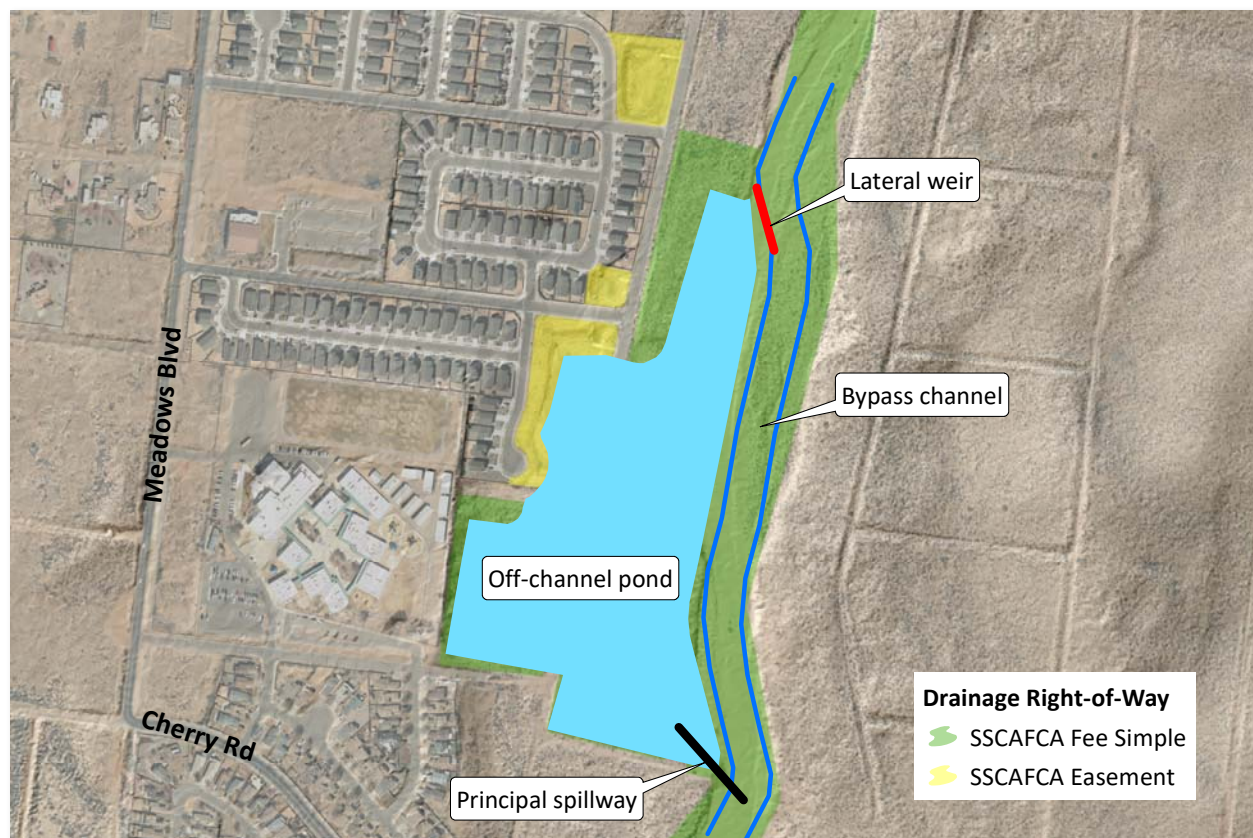 Lateral weir
Meadows Blvd
Bypass channel
Off-channel pond
Cherry Rd
Principal spillway
Drainage Right-of-Way
SSCAFCA Fee Simple
SSCAFCA Easement